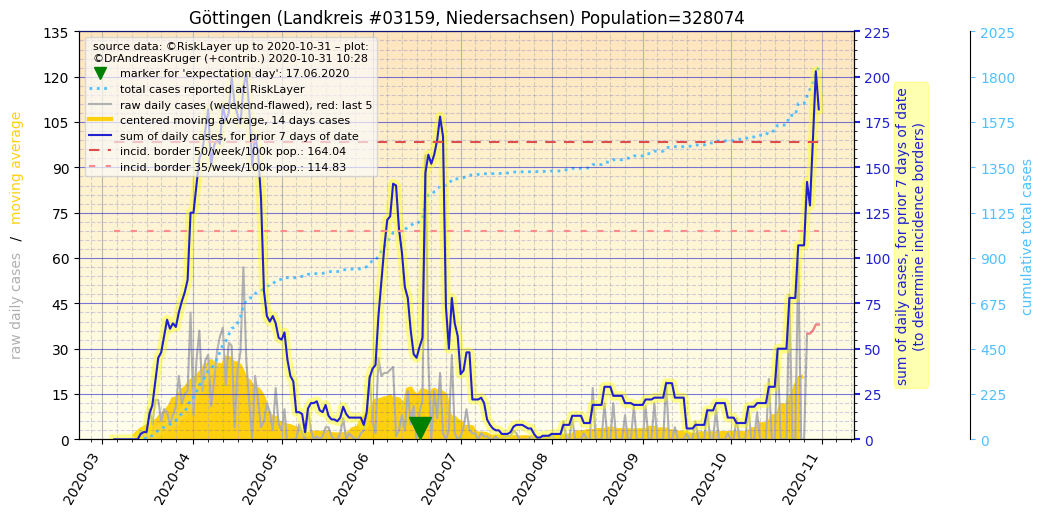 Göttingen (Landkreis #03159, Niedersachsen) Population=328074
source data: ©RiskLayer up to 2020-10-31 – plot:
©DrAndreasKruger (+contrib.) 2020-10-31 10:28
marker for 'expectation day': 17.06.2020
total cases reported at RiskLayer
raw daily cases (weekend-flawed), red: last 5
centered moving average, 14 days cases
sum of daily cases, for prior 7 days of date
incid. border 50/week/100k pop.: 164.04
incid. border 35/week/100k pop.: 114.83
raw daily cases / moving average
135
120
105
90
75
60
45
30
15
0
2020-03
2020-04
2020-05
2020-06
2020-07
2020-08
2020-09
2020-10
2020-11
225
200
175
150
125
100
75
50
25
0
sum of daily cases, for prior 7 days of date
(to determine incidence borders)
2025
1800
1575
1350
1125
900
675
450
225
0
cumulative total cases